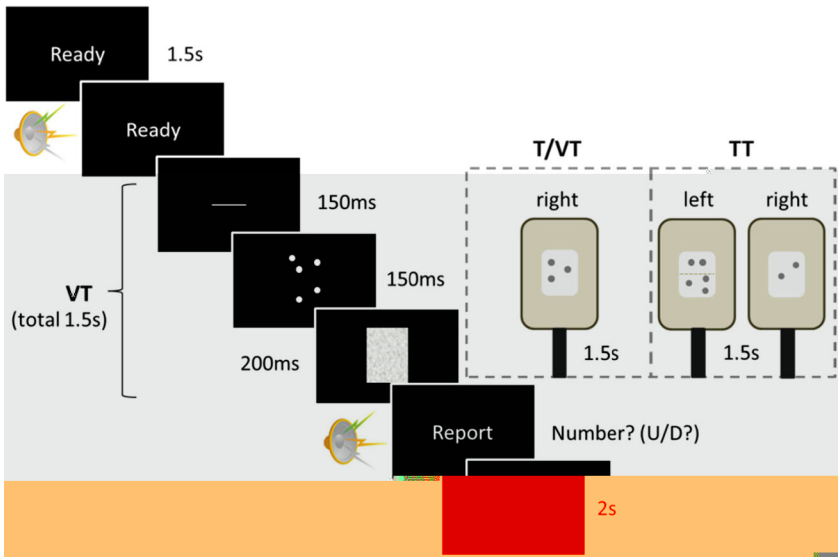 Ready
1.5s
Ready
T/VT
TT
right
left
right
150ms
150ms
VT
(total 1.5s)
200ms
1.5s
1.5s
Report
Number? (U/D?)
2s